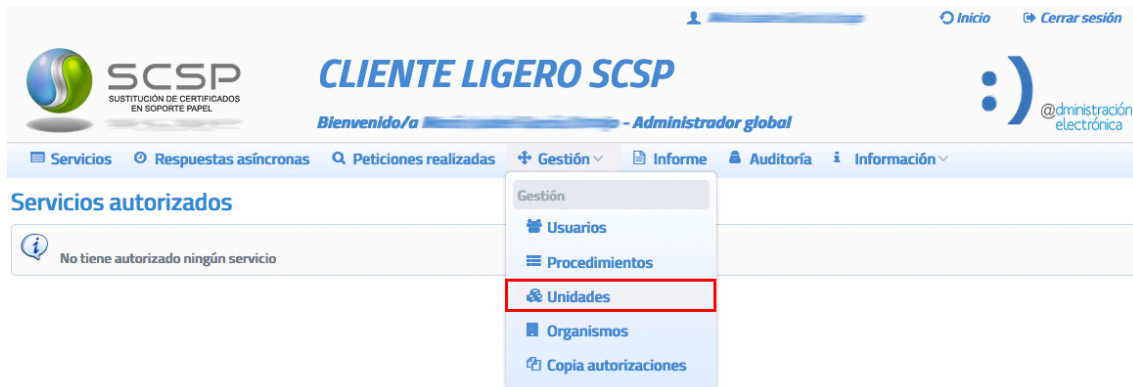 Inicio Cerrar sesión
SCSP
SUSTITUCIÓN DE CERTIFICADOS
EN SOPORTE PAPEL
CLIENTE LIGERO SCSP
Bienvenido/a - Administrador global
:)
@dministración
electrónica
Servicios Respuestas asíncronas Peticiones realizadas Gestión Informe Auditoría Información
Servicios autorizados
No tiene autorizado ningún servicio
Gestión
Usuarios
Procedimientos
Unidades
Organismos
Copia autorizaciones